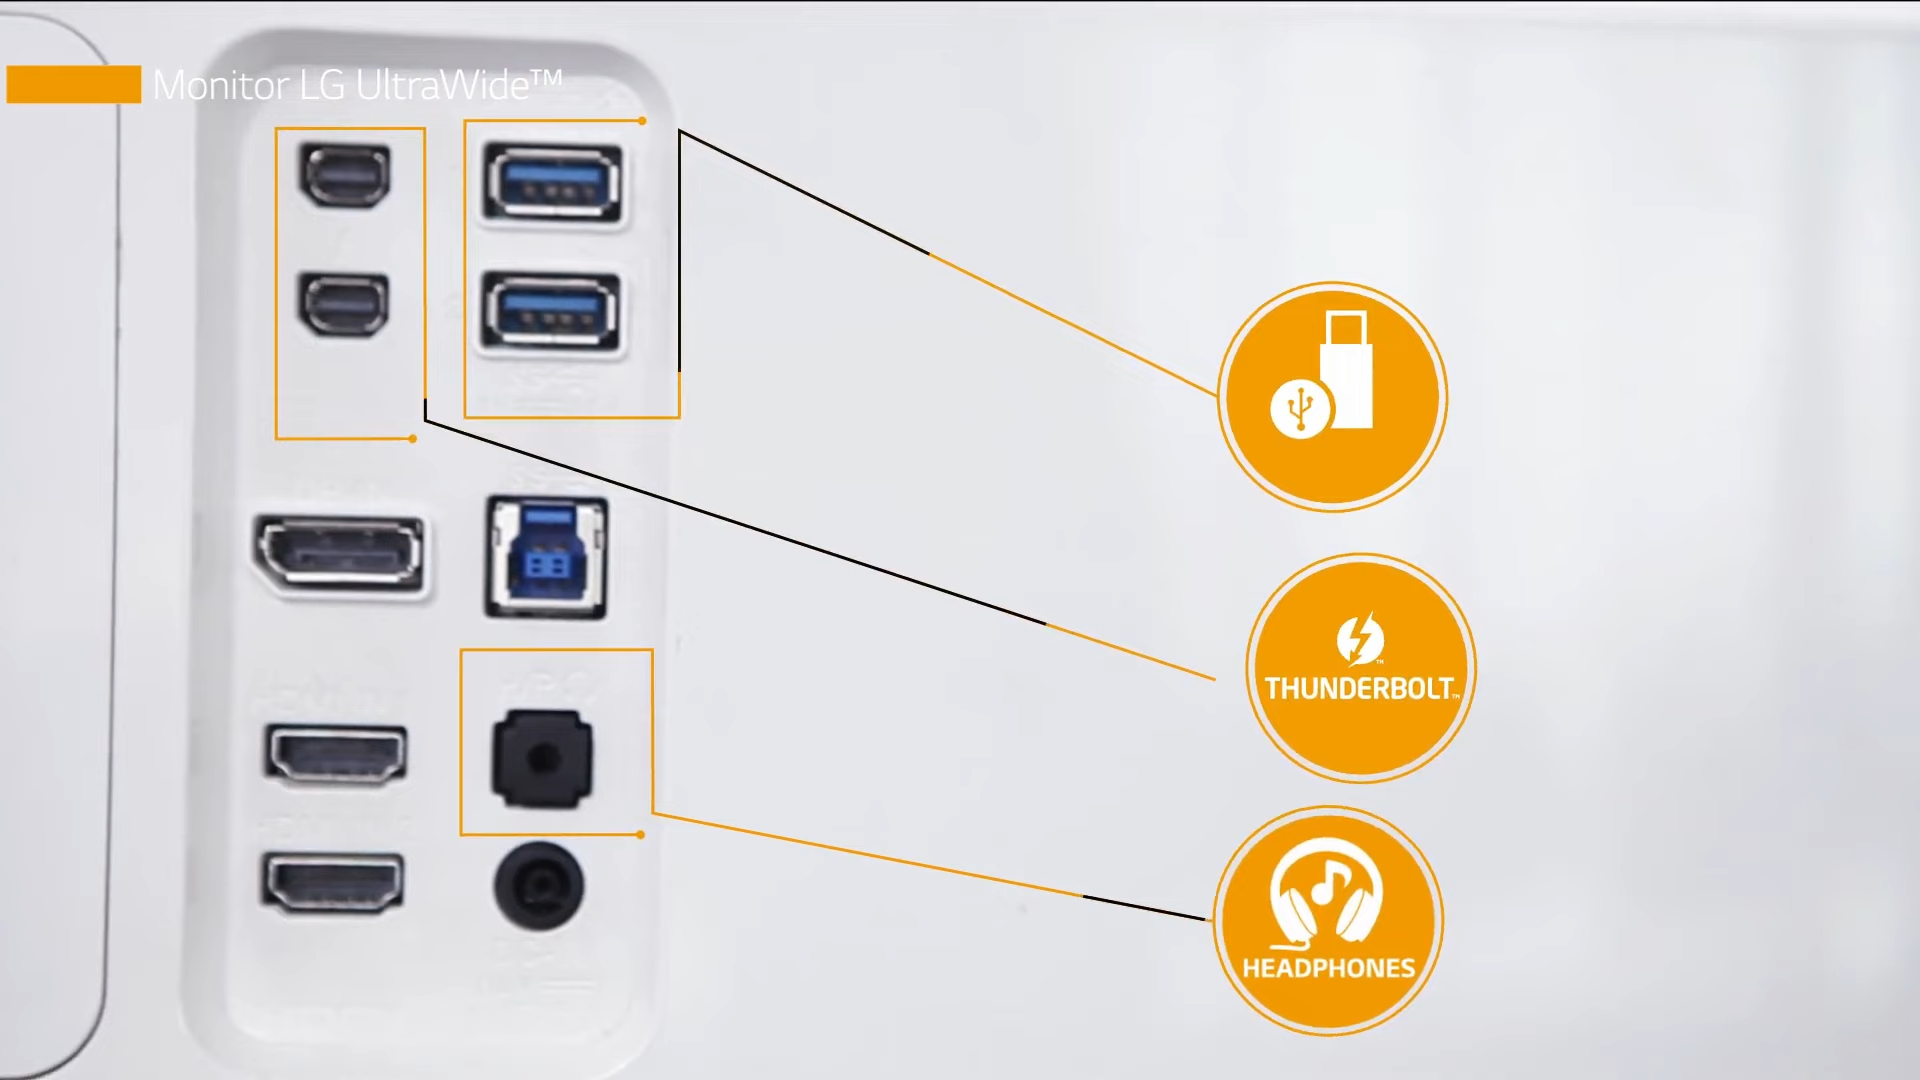 Monitor LG UltraWide™
THUNDERBOLT™
HEADPHONES